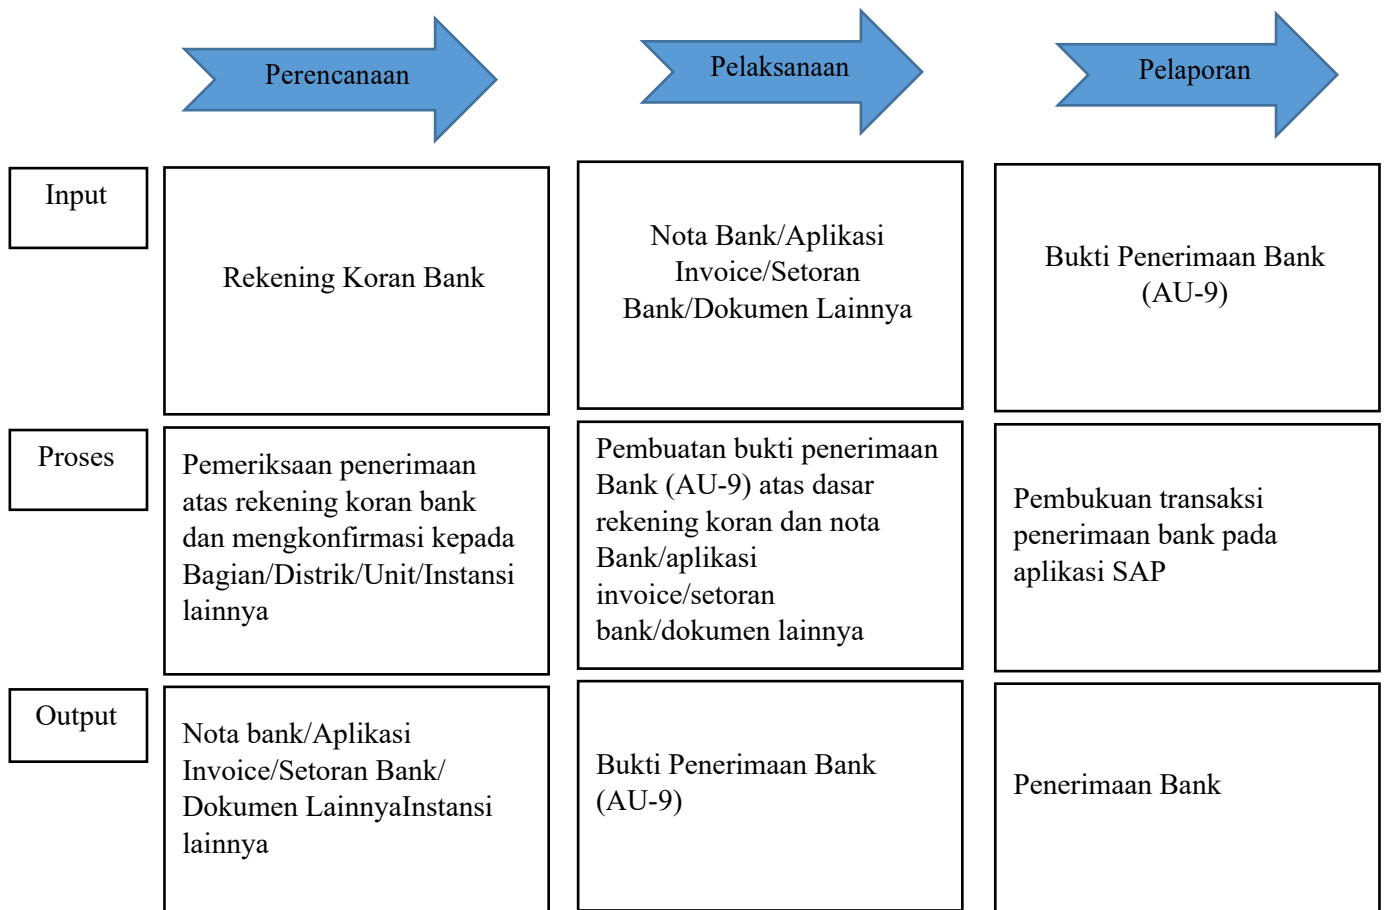 Perencanaan
Pelaksanaan
Pelaporan
Input
Rekening Koran Bank
Nota Bank/Aplikasi
Invoice/Setoran
Bank/Dokumen Lainnya
Bukti Penerimaan Bank
(AU-9)
Proses
Pemeriksaan penerimaan
atas rekening koran bank
dan mengkonfirmasi kepada
Bagian/Distrik/Unit/Instansi
lainnya
Pembuatan bukti penerimaan
Bank (AU-9) atas dasar
rekening koran dan nota
Bank/aplikasi
invoice/setoran
bank/dokumen lainnya
Pembukuan transaksi
penerimaan bank pada
aplikasi SAP
Output
Nota bank/Aplikasi
Invoice/Setoran Bank/
Dokumen LainnyaInstansi
lainnya
Bukti Penerimaan Bank
(AU-9)
Penerimaan Bank